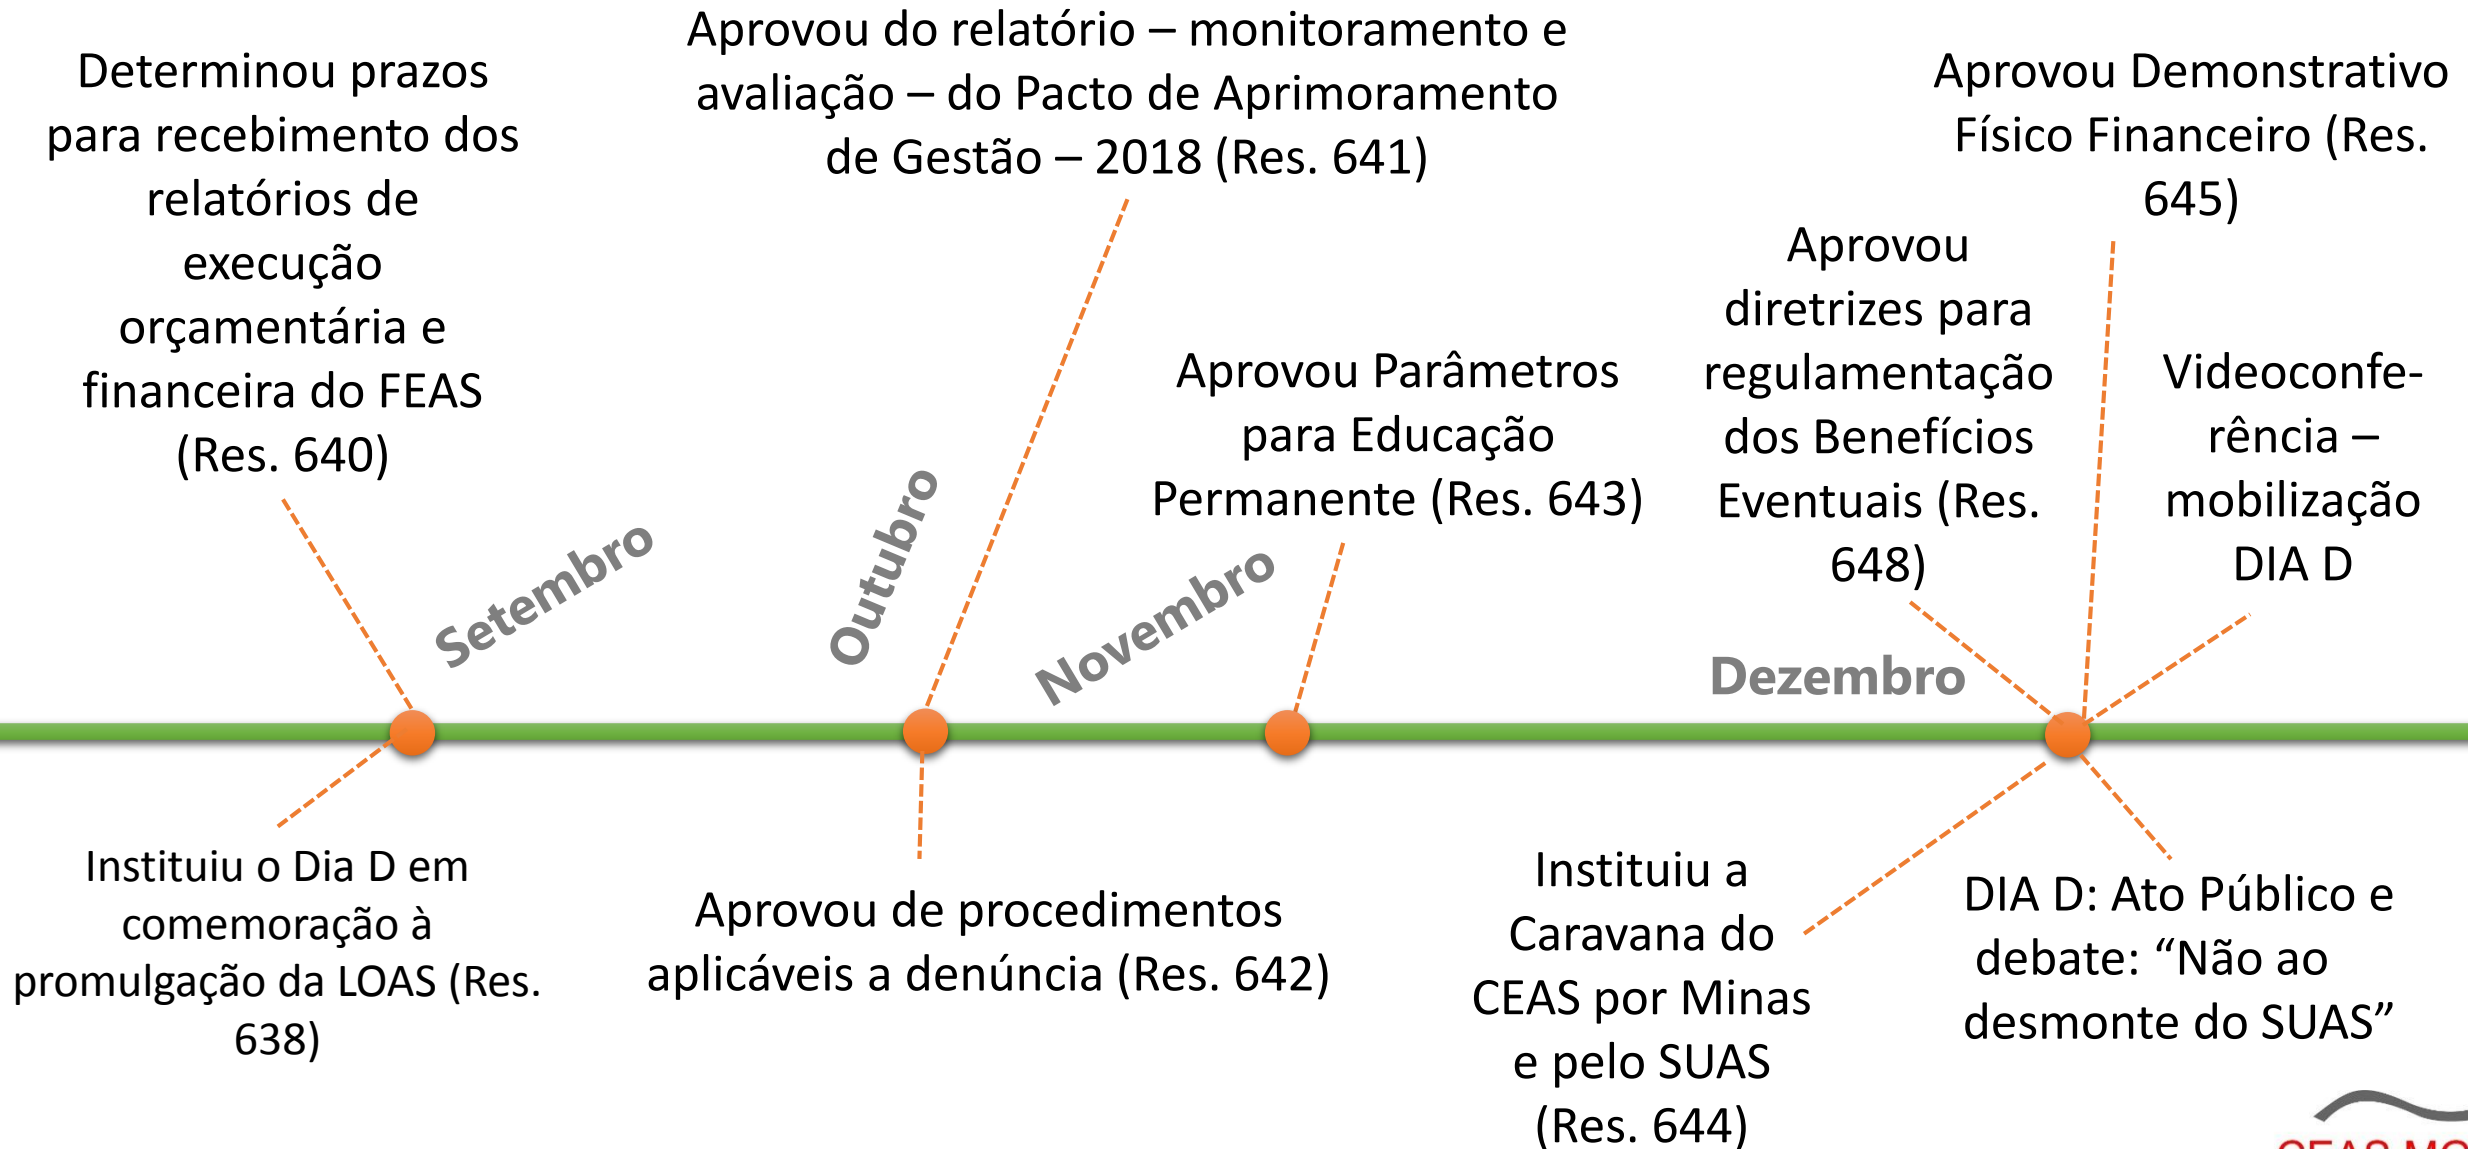 Determinou prazos
para recebimento dos
relatórios de
execução
orçamentária e
financeira do FEAS
(Res. 640)
Aprovou do relatório – monitoramento e
avaliação – do Pacto de Aprimoramento
de Gestão – 2018 (Res. 641)
Aprovou Parâmetros
para Educação
Permanente (Res. 643)
Aprovou
diretrizes para
regulamentação
dos Benefícios
Eventuais (Res.
648)
Aprovou Demonstrativo
Físico Financeiro (Res.
645)
Videoconfe-
rência –
mobilização
DIA D
Setembro
Outubro
Novembro
Dezembro
Instituiu o Dia D em
comemoração à
promulgação da LOAS (Res.
638)
Aprovou de procedimentos
aplicáveis a denúncia (Res. 642)
Instituiu a
Caravana do
CEAS por Minas
e pelo SUAS
(Res. 644)
DIA D: Ato Público e
debate: “Não ao
desmonte do SUAS”